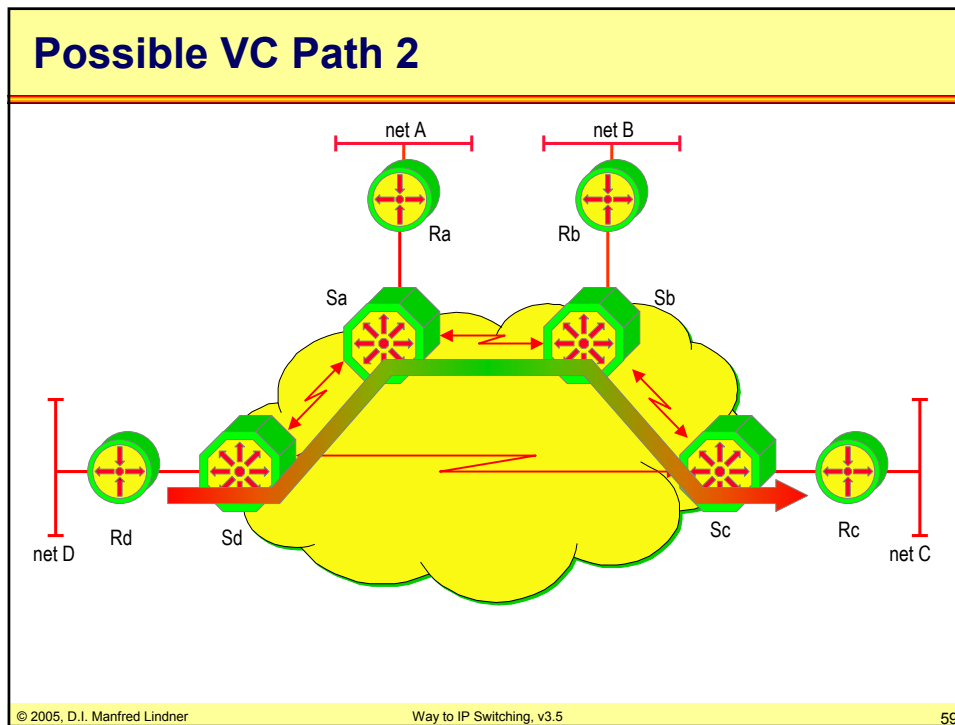 Possible VC Path 2
net A
net B
Ra
Rb
Sa
Sb
Rd
Sd
Sc
Rc
net D
net C
© 2005, D.I. Manfred Lindner
Way to IP Switching, v3.5
59